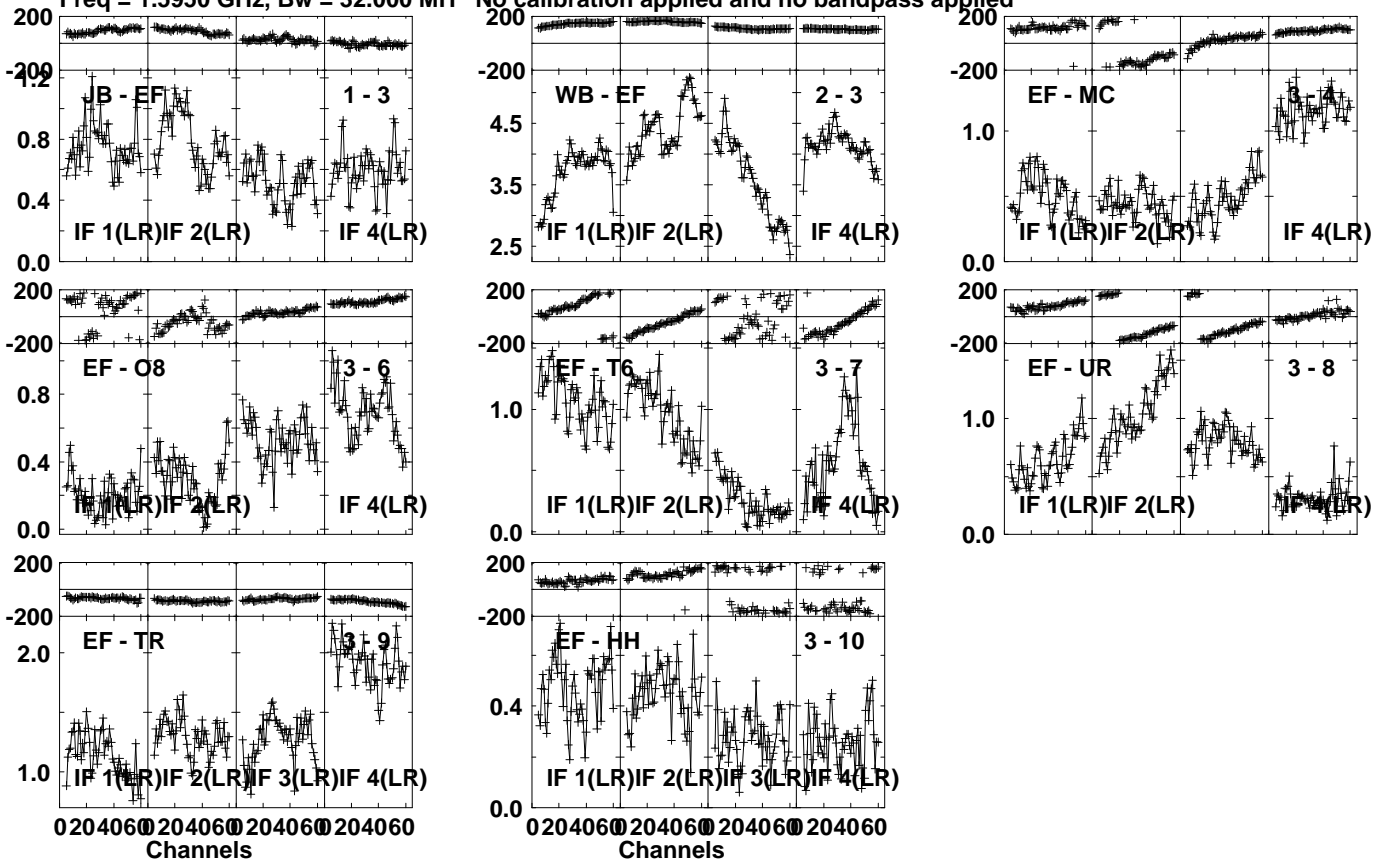 Freq = 1.5950 GHz, Bw = 32.000 MH No calibration applied and no bandpass applied
200
-200
1.2
0.8
0.4
0.0
JB - EF
1 - 3
IF 1(LR)
IF 2(LR)
IF 4(LR)
200
-200
4.5
3.5
2.5
WB - EF
2 - 3
IF 1(LR)
IF 2(LR)
IF 4(LR)
200
-200
1.0
0.0
EF - MC
3 - 4
IF 1(LR)
IF 2(LR)
IF 4(LR)
200
-200
0.8
0.4
0.0
EF - O8
3 - 6
IF 1(LR)
IF 2(LR)
IF 4(LR)
200
-200
1.0
0.0
EF - T6
3 - 7
IF 1(LR)
IF 2(LR)
IF 4(LR)
200
-200
1.0
0.0
EF - UR
3 - 8
IF 1(LR)
IF 2(LR)
IF 4(LR)
200
-200
2.0
1.0
EF - TR
3 - 9
IF 1(LR)
IF 2(LR)
IF 3(LR)
IF 4(LR)
200
-200
0.4
0.0
EF - HH
3 - 10
IF 1(LR)
IF 2(LR)
IF 3(LR)
IF 4(LR)
0 20 40 60 0 20 40 60 0 20 40 60 0 20 40 60
Channels
0 20 40 60 0 20 40 60 0 20 40 60 0 20 40 60
Channels